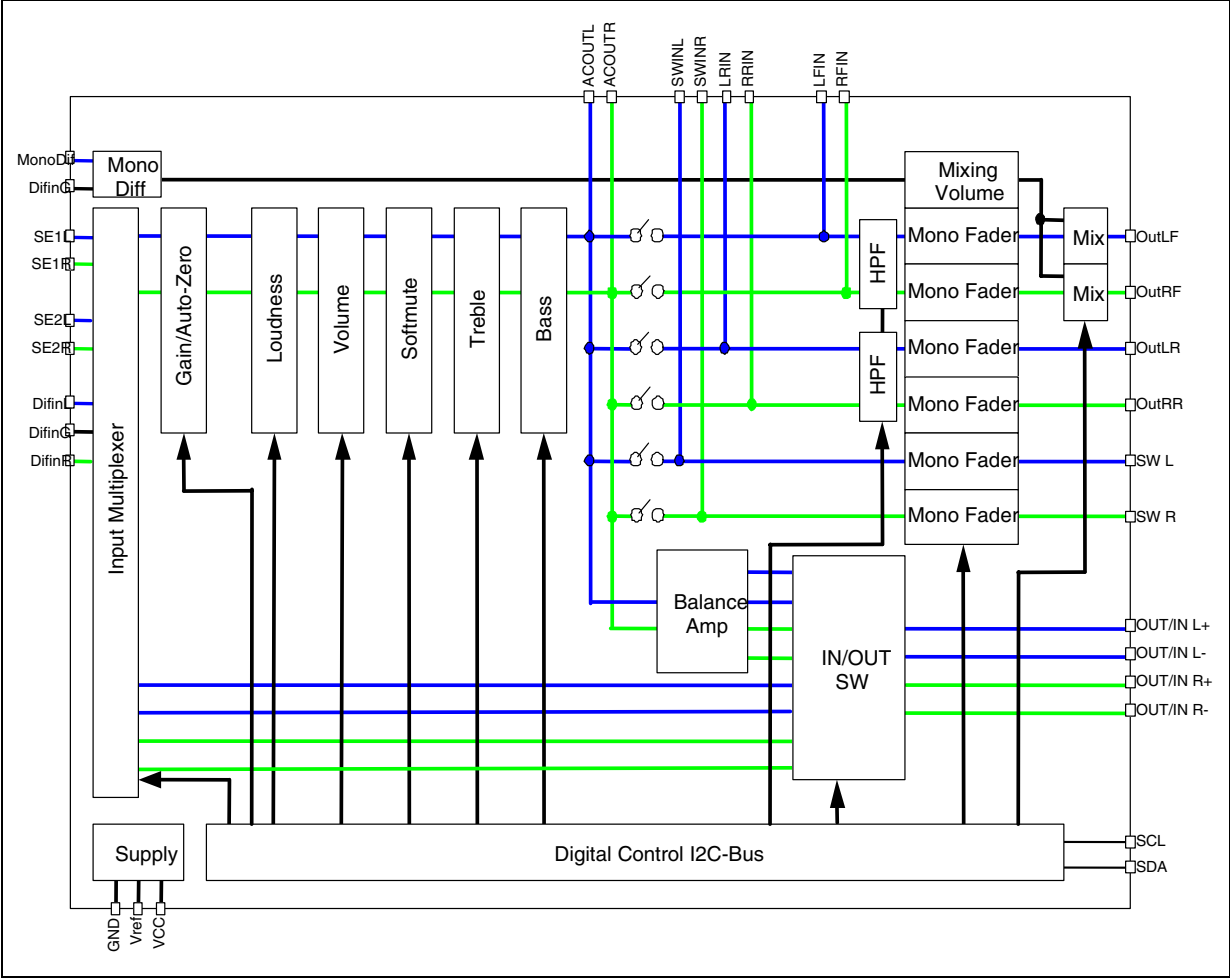 ACOUTL
ACOUTR
SWINL
SWINR
LRIN
RRIN
LFIN
RFIN
MonoDif
DifinG
Mono
Diff
Mixing
Volume
SE1L
SE1R
SE2L
SE2R
DifinL
DifinG
DifinR
Input Multiplexer
Gain/Auto-Zero
Loudness
Volume
Softmute
Treble
Bass
HPF
HPF
Mono Fader
Mono Fader
Mono Fader
Mono Fader
Mono Fader
Mono Fader
Mix
Mix
OutLF
OutRF
OutLR
OutRR
SW L
SW R
Balance
Amp
IN/OUT
SW
OUT/IN L+
OUT/IN L-
OUT/IN R+
OUT/IN R-
Supply
Digital Control I2C-Bus
SCL
SDA
GND
Vref
VCC